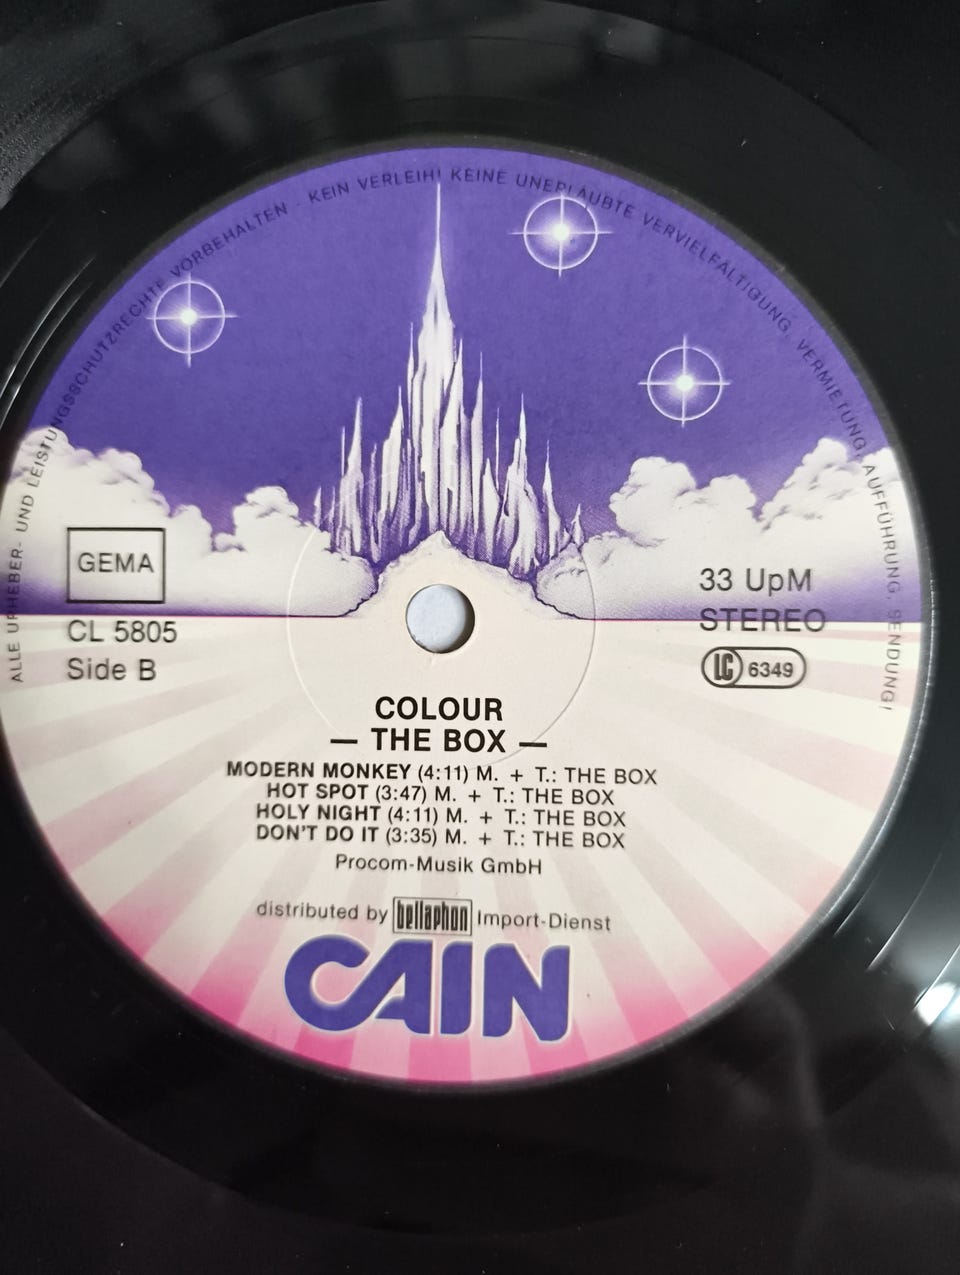 ALLE URHEBER- UND LEISTUNGSSCHUTZRECHTE VORBEHALTEN - KEIN VERLEIH! KEINE UNERLAUBTE VERVIELFÄLTIGUNG, VERMIETUNG, AUFFÜHRUNG, SENDUNG!
GEMA
CL 5805
Side B
33 UpM
STEREO
LC 6349
COLOUR
— THE BOX —
MODERN MONKEY (4:11) M. + T.: THE BOX
HOT SPOT (3:47) M. + T.: THE BOX
HOLY NIGHT (4:11) M. + T.: THE BOX
DON'T DO IT (3:35) M. + T.: THE BOX
Procom-Musik GmbH
distributed by bellaphon Import-Dienst
CAIN